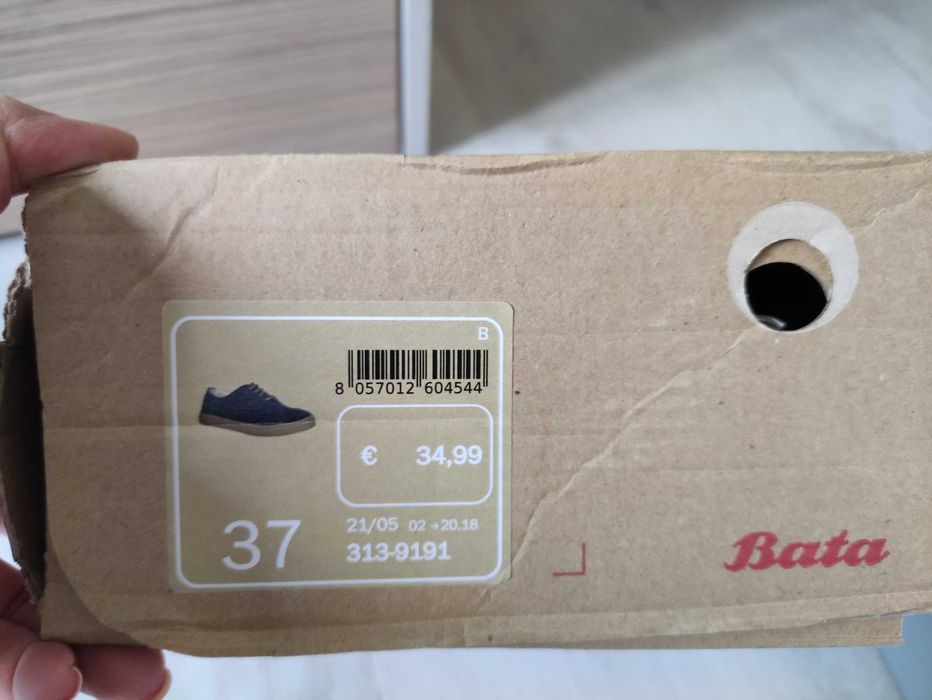 B
8 057012 604544
€ 34,99
37
21/05 02→20.18
313-9191
Bata